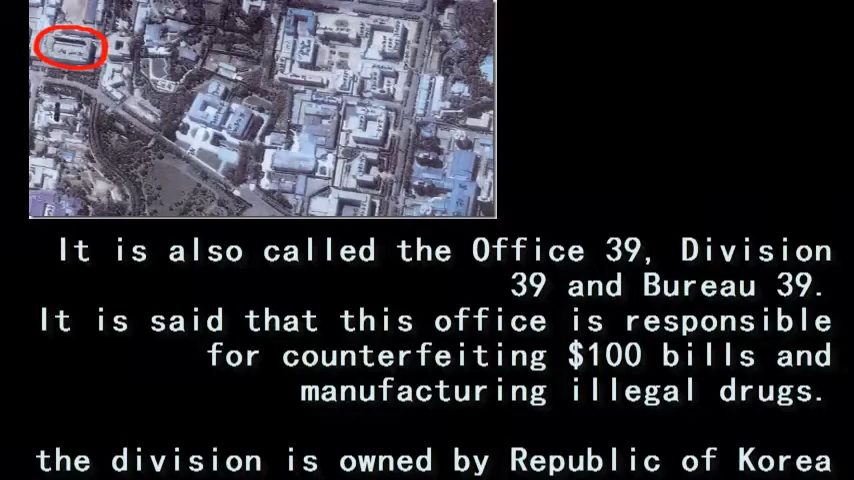 It is also called the Office 39, Division
39 and Bureau 39.
It is said that this office is responsible
for counterfeiting $100 bills and
manufacturing illegal drugs.
the division is owned by Republic of Korea